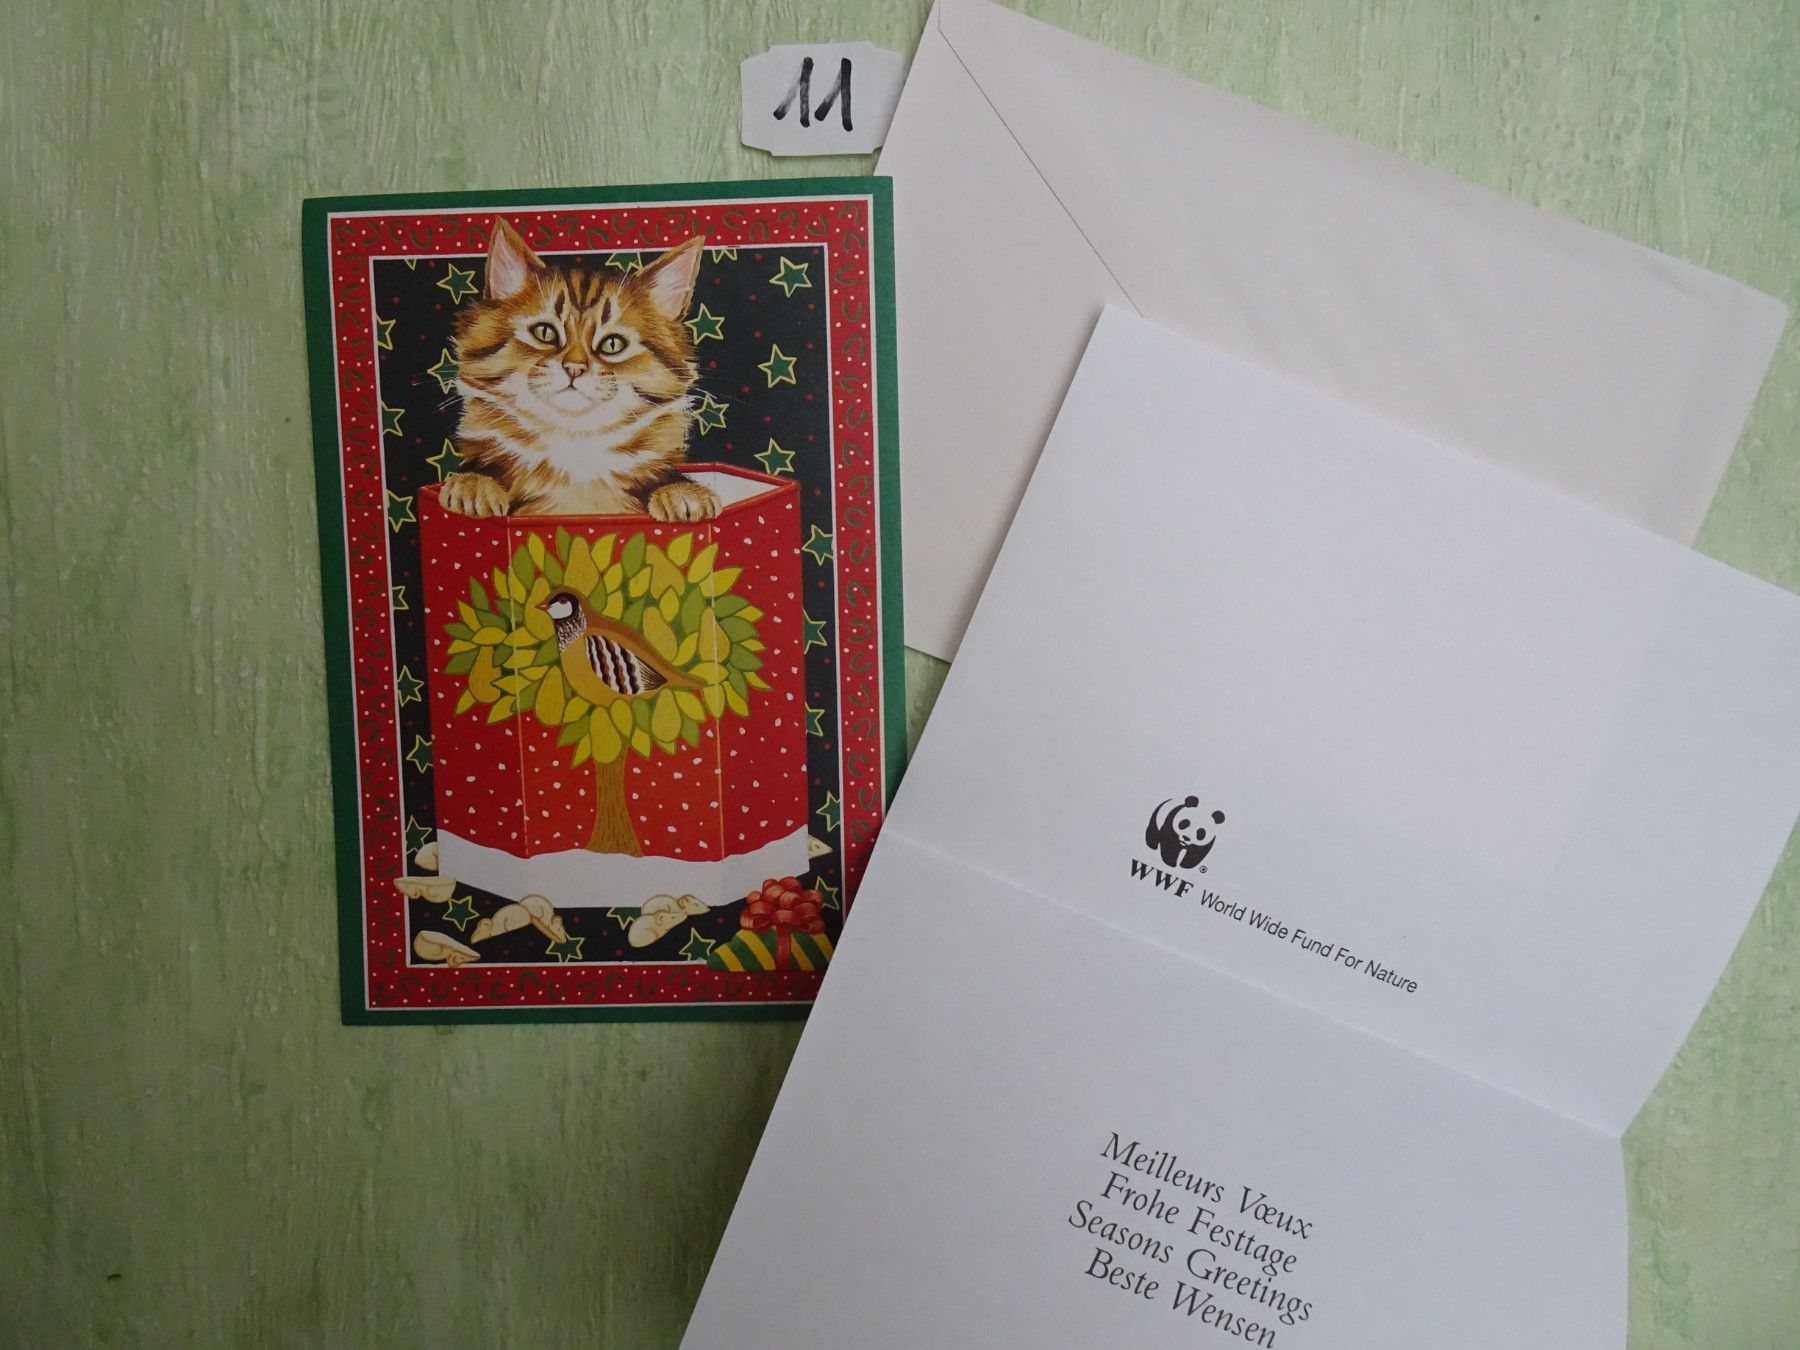 11
WWF World Wide Fund For Nature
Meilleurs Vœux
Frohe Festtage
Seasons Greetings
Beste Wensen